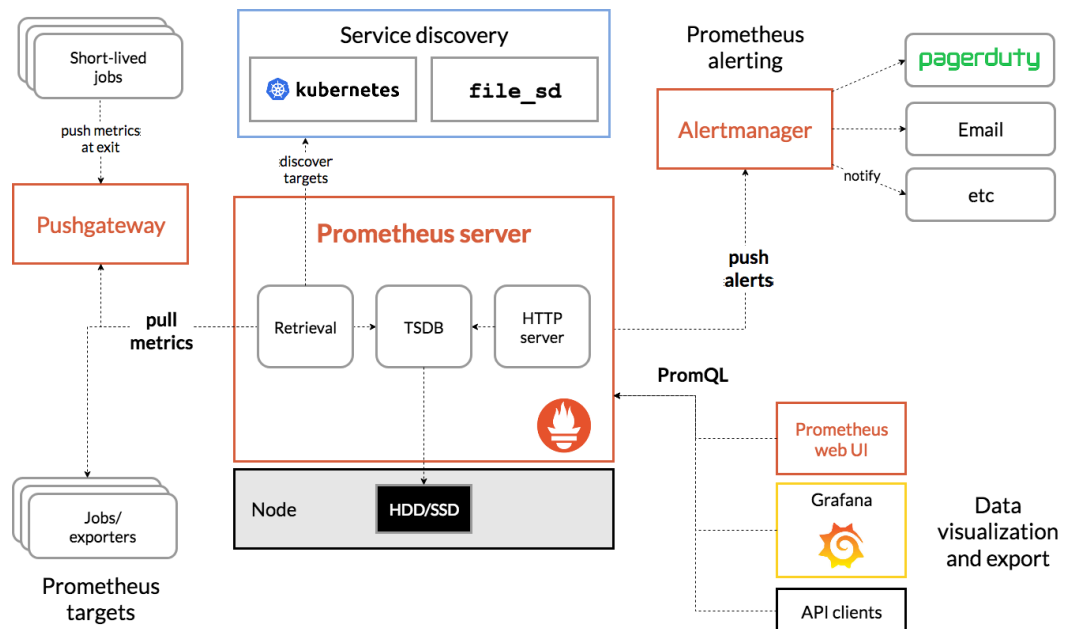 Short-lived
jobs
push metrics
at exit
Pushgateway
pull
metrics
Jobs/
exporters
Prometheus
targets
Service discovery
kubernetes
file_sd
discover
targets
Prometheus server
Retrieval
TSDB
HTTP
server
Node
HDD/SSD
Prometheus
alerting
Alertmanager
pagerduty
Email
etc
notify
push
alerts
PromQL
Prometheus
web UI
Grafana
API clients
Data
visualization
and export